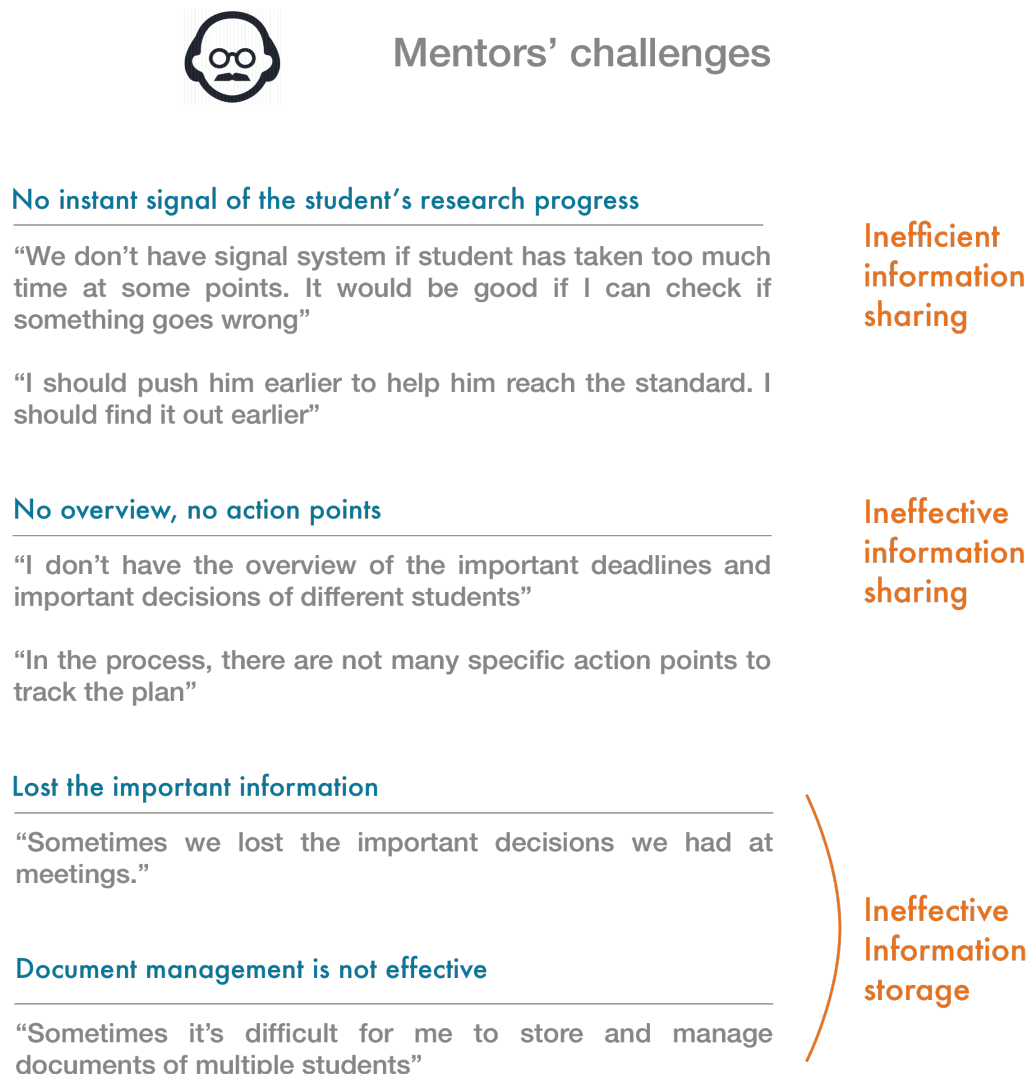 Mentors’ challenges
No instant signal of the student’s research progress
“We don’t have signal system if student has taken too much
time at some points. It would be good if I can check if
something goes wrong”
“I should push him earlier to help him reach the standard. I
should find it out earlier”
Inefficient
information
sharing
No overview, no action points
“I don’t have the overview of the important deadlines and
important decisions of different students”
“In the process, there are not many specific action points to
track the plan”
Ineffective
information
sharing
Lost the important information
“Sometimes we lost the important decisions we had at
meetings.”
Document management is not effective
“Sometimes it’s difficult for me to store and manage
documents of multiple students”
Ineffective
Information
storage